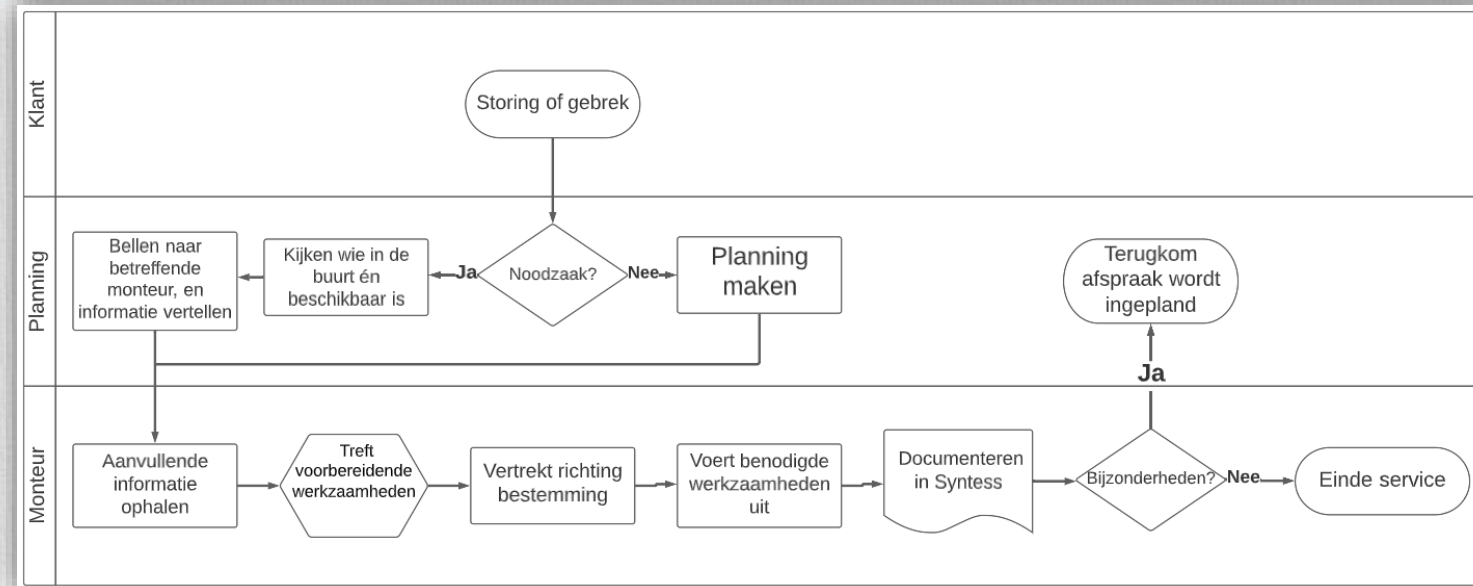 Klant
Storing of gebrek
Planning
Bellen naar
betreffende
monteur, en
informatie vertellen
Kijken wie in de
buurt én
beschikbaar is
Ja
Noodzaak?
Nee
Planning
maken
Terugkom
afspraak wordt
ingepland
Ja
Monteur
Aanvullende
informatie
ophalen
Treft
voorbereidende
werkzaamheden
Vertrekt richting
bestemming
Voert benodigde
werkzaamheden
uit
Documenteren
in Syntess
Bijzonderheden?
Nee
Einde service